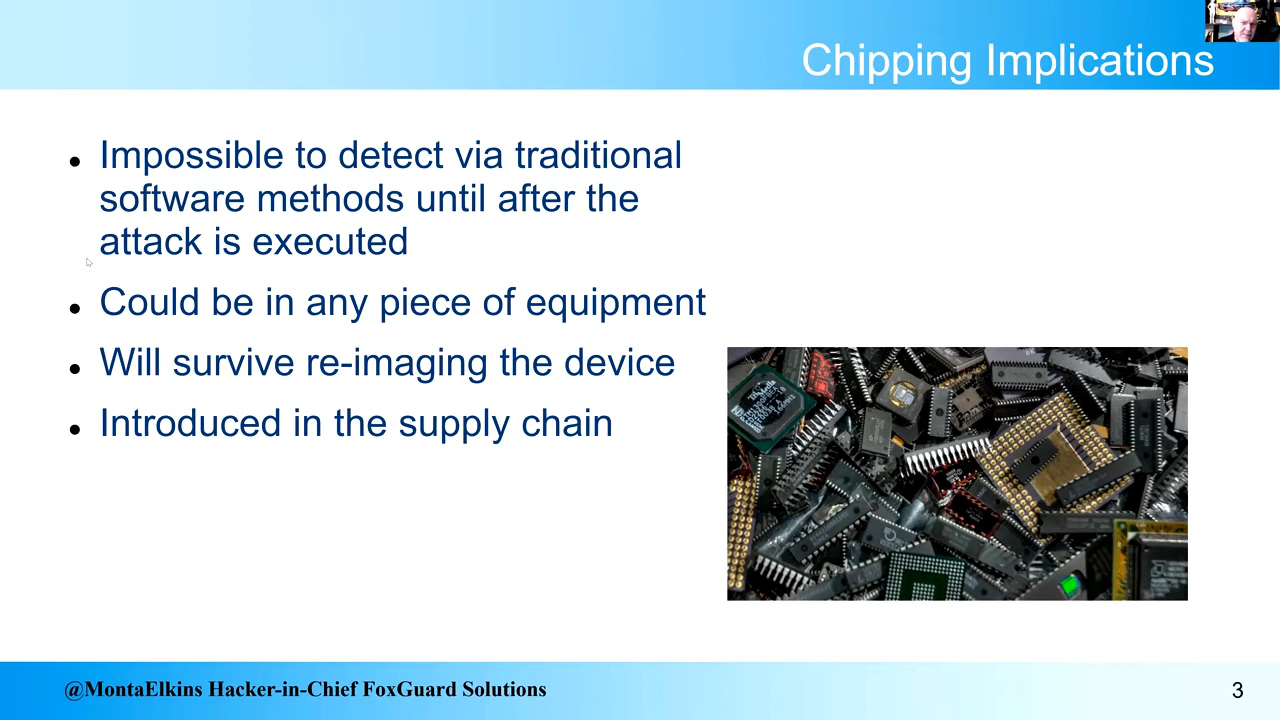 Chipping Implications
Impossible to detect via traditional
software methods until after the
attack is executed
Could be in any piece of equipment
Will survive re-imaging the device
Introduced in the supply chain
@MontaElkins Hacker-in-Chief FoxGuard Solutions
3